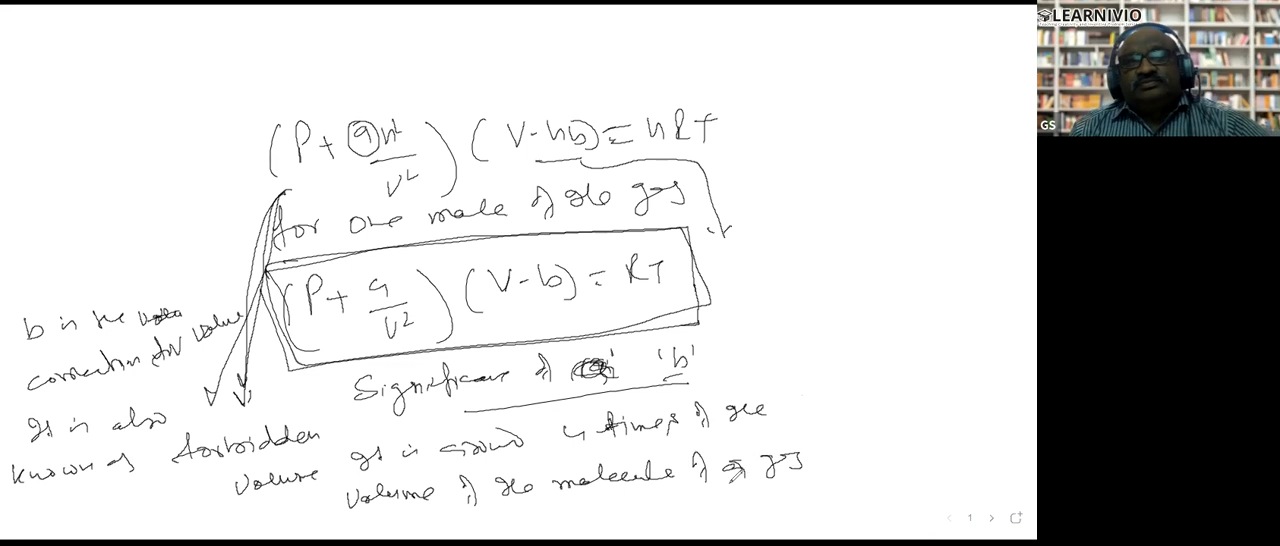 (P + an²/V²) (V - nb) = nRT
for one mole of the gas
(P + a/V²) (V - b) = RT
Significance of 'b'
b is the
correction for volume
It is also
known as forbidden
volume It is around 4 times of the
volume of the molecule of a gas
LEARNIVIO
GS
1